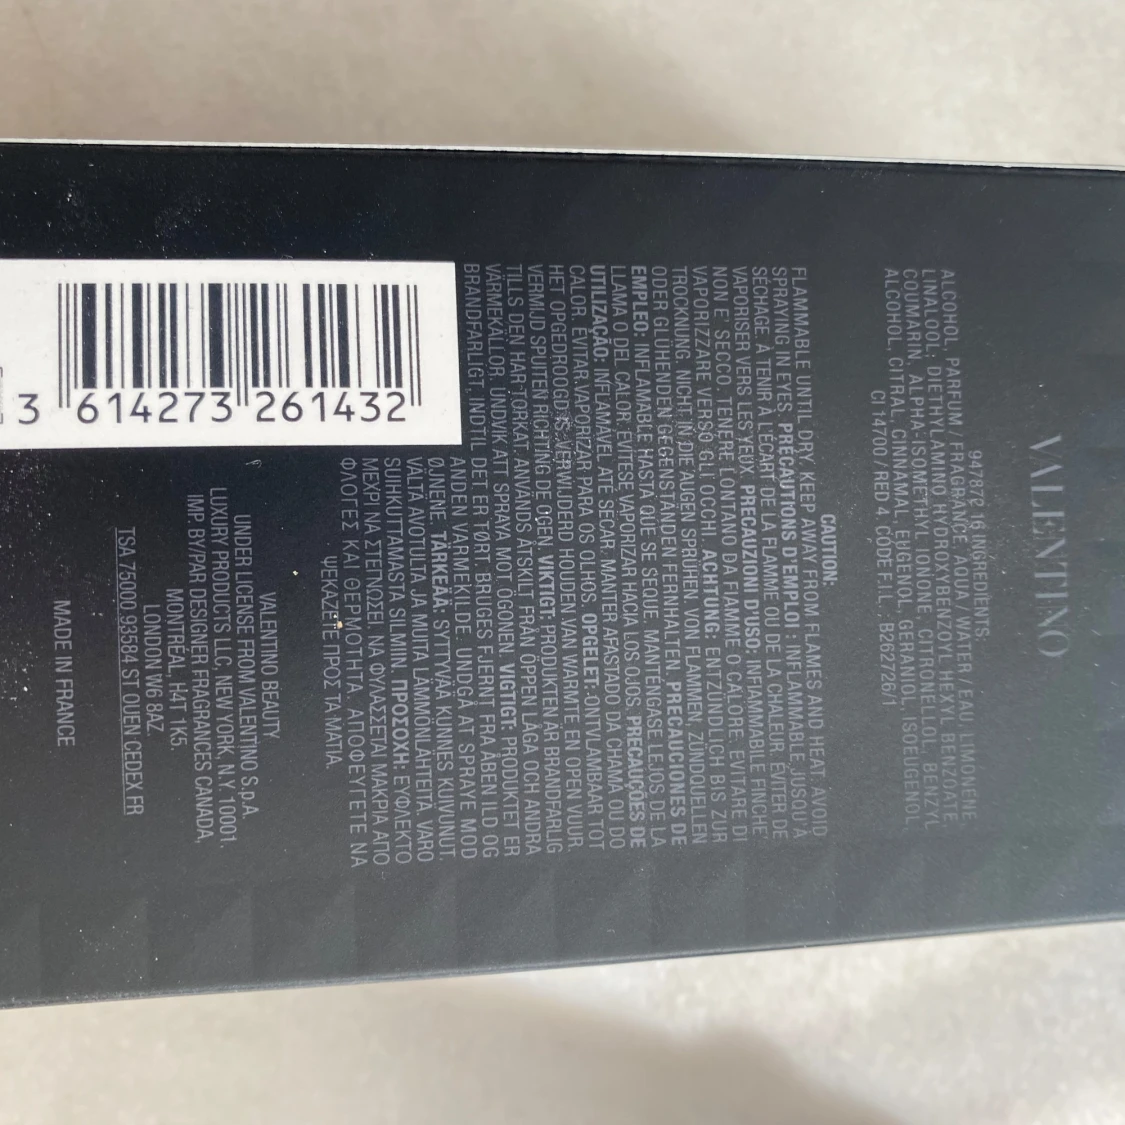 VALENTINO
947872 16 INGREDIENTS:
ALCOHOL, PARFUM / FRAGRANCE, AQUA / WATER / EAU, LIMONENE,
LINALOOL, DIETHYLAMINO HYDROXYBENZOYL HEXYL BENZOATE,
COUMARIN, ALPHA-ISOMETHYL IONONE, CITRONELLOL, BENZYL
ALCOHOL, CITRAL, CINNAMAL, EUGENOL, GERANIOL, ISOEUGENOL,
CI 14700 / RED 4. CODE F.I.L. B262726/1
CAUTION:
FLAMMABLE UNTIL DRY. KEEP AWAY FROM FLAMES AND HEAT. AVOID
SPRAYING IN EYES. PRÉCAUTIONS D'EMPLOI : INFLAMMABLE JUSQU'À
SÉCHAGE. À TENIR À L'ÉCART DE LA FLAMME OU DE LA CHALEUR. ÉVITER DE
VAPORISER VERS LES YEUX. PRECAUZIONI D'USO: INFIAMMABILE FINCHE'
NON E' SECCO. TENERE LONTANO DA FIAMME O CALORE. EVITARE DI
VAPORIZZARE VERSO GLI OCCHI. ACHTUNG: ENTZÜNDLICH BIS ZUR
TROCKNUNG. NICHT IN DIE AUGEN SPRÜHEN. VON FLAMMEN, ZÜNDQUELLEN
ODER GLÜHENDEN GEGENSTÄNDEN FERNHALTEN. PRECAUCIONES DE
EMPLEO: INFLAMABLE HASTA QUE SE SEQUE. MANTÉNGASE LEJOS DE LA
LLAMA O DEL CALOR. EVÍTESE VAPORIZAR HACIA LOS OJOS. PRECAUÇÕES DE
UTILIZAÇÃO: INFLAMÁVEL ATÉ SECAR. MANTER AFASTADO DA CHAMA OU DO
CALOR. EVITAR VAPORIZAR PARA OS OLHOS. OPGELET: ONTVLAMBAAR TOT
HET OPGEDROOGD IS. VERWIJDERD HOUDEN VAN WARMTE EN OPEN VUUR.
VERMIJD SPUITEN RICHTING DE OGEN. VIKTIGT: PRODUKTEN ÄR BRANDFARLIG
TILLS DEN HAR TORKAT. ANVÄNDS ÅTSKILT FRÅN ÖPPEN LÅGA OCH ANDRA
VÄRMEKÄLLOR. UNDVIK ATT SPRAYA MOT ÖGONEN. VIGTIGT: PRODUKTET ER
BRANDFARLIGT, INDTIL DET ER TØRT. BRUGES FJERNT FRA ÅBEN ILD OG
ANDEN VARMEKILDE. UNDGÅ AT SPRAYE MOD
ØJNENE. TÄRKEÄÄ: SYTTYVÄÄ KUNNES KUIVUNUT.
VÄLTÄ AVOTULTA JA MUITA LÄMMÖNLÄHTEITÄ. VARO
SUIHKUTTAMASTA SILMIIN. ΠΡΟΣΟΧΗ: ΕΥΦΛΕΚΤΟ
ΜΕΧΡΙ ΝΑ ΣΤΕΓΝΩΣΕΙ. ΝΑ ΦΥΛΑΣΣΕΤΑΙ ΜΑΚΡΙΑ ΑΠΟ
ΦΛΟΓΕΣ ΚΑΙ ΘΕΡΜΟΤΗΤΑ. ΑΠΟΦΕΥΓΕΤΕ ΝΑ
ΨΕΚΑΖΕΤΕ ΠΡΟΣ ΤΑ ΜΑΤΙΑ.
VALENTINO BEAUTY
UNDER LICENSE FROM VALENTINO S.p.A.
LUXURY PRODUCTS LLC, NEW YORK, N.Y. 10001.
IMP. BY/PAR DESIGNER FRAGRANCES CANADA,
MONTRÉAL, H4T 1K5.
LONDON W6 8AZ.
TSA 75000 93584 ST OUEN CEDEX FR
MADE IN FRANCE
3 614273 261432